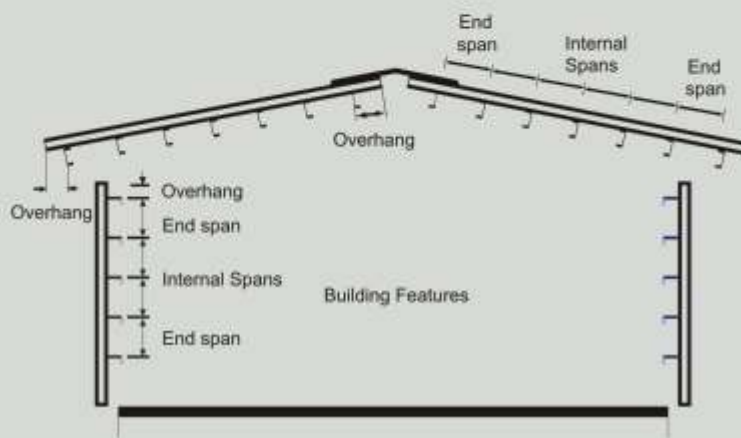 End
span
Internal
Spans
End
span
Overhang
Overhang
Overhang
End span
Internal Spans
Building Features
End span